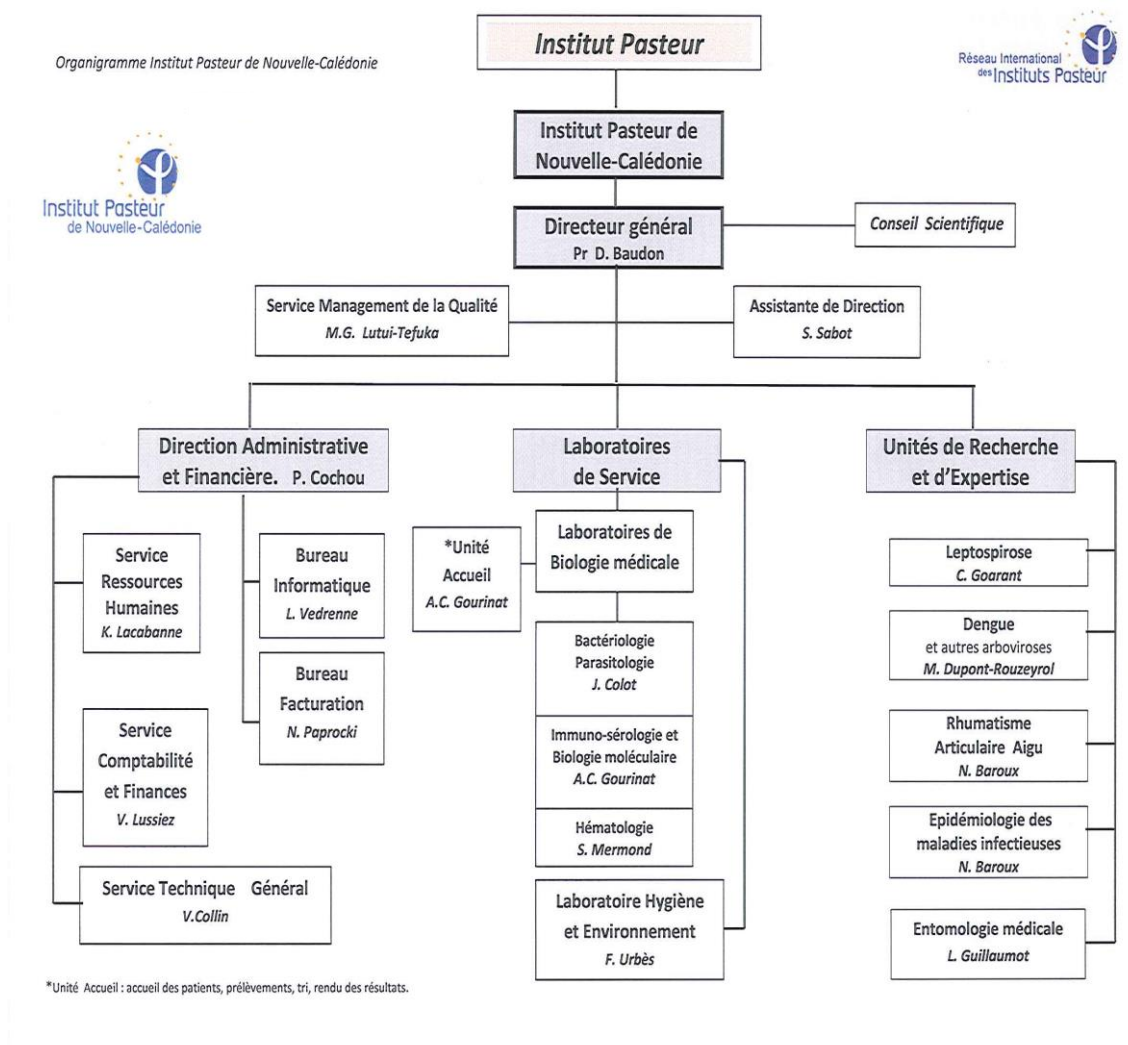 Institut Pasteur
Organigramme Institut Pasteur de Nouvelle-Calédonie
Réseau International
des Instituts Pasteur
Institut Pasteur
de Nouvelle-Calédonie
Institut Pasteur de
Nouvelle-Calédonie
Directeur général
Pr D. Baudon
Conseil Scientifique
Service Management de la Qualité
M.G. Lutui-Tefuka
Assistante de Direction
S. Sabot
Direction Administrative
et Financière. P. Cochou
Service
Ressources
Humaines
K. Lacabanne
Bureau
Informatique
L. Vedrenne
Bureau
Facturation
N. Paprocki
Service
Comptabilité
et Finances
V. Lussiez
Service Technique Général
V.Collin
Laboratoires
de Service
*Unité
Accueil
A.C. Gourinat
Laboratoires de
Biologie médicale
Bactériologie
Parasitologie
J. Colot
Immuno-sérologie et
Biologie moléculaire
A.C. Gourinat
Hématologie
S. Mermond
Laboratoire Hygiène
et Environnement
F. Urbès
Unités de Recherche
et d'Expertise
Leptospirose
C. Goarant
Dengue
et autres arboviroses
M. Dupont-Rouzeyrol
Rhumatisme
Articulaire Aigu
N. Baroux
Epidémiologie des
maladies infectieuses
N. Baroux
Entomologie médicale
L. Guillaumot
*Unité Accueil : accueil des patients, prélèvements, tri, rendu des résultats.